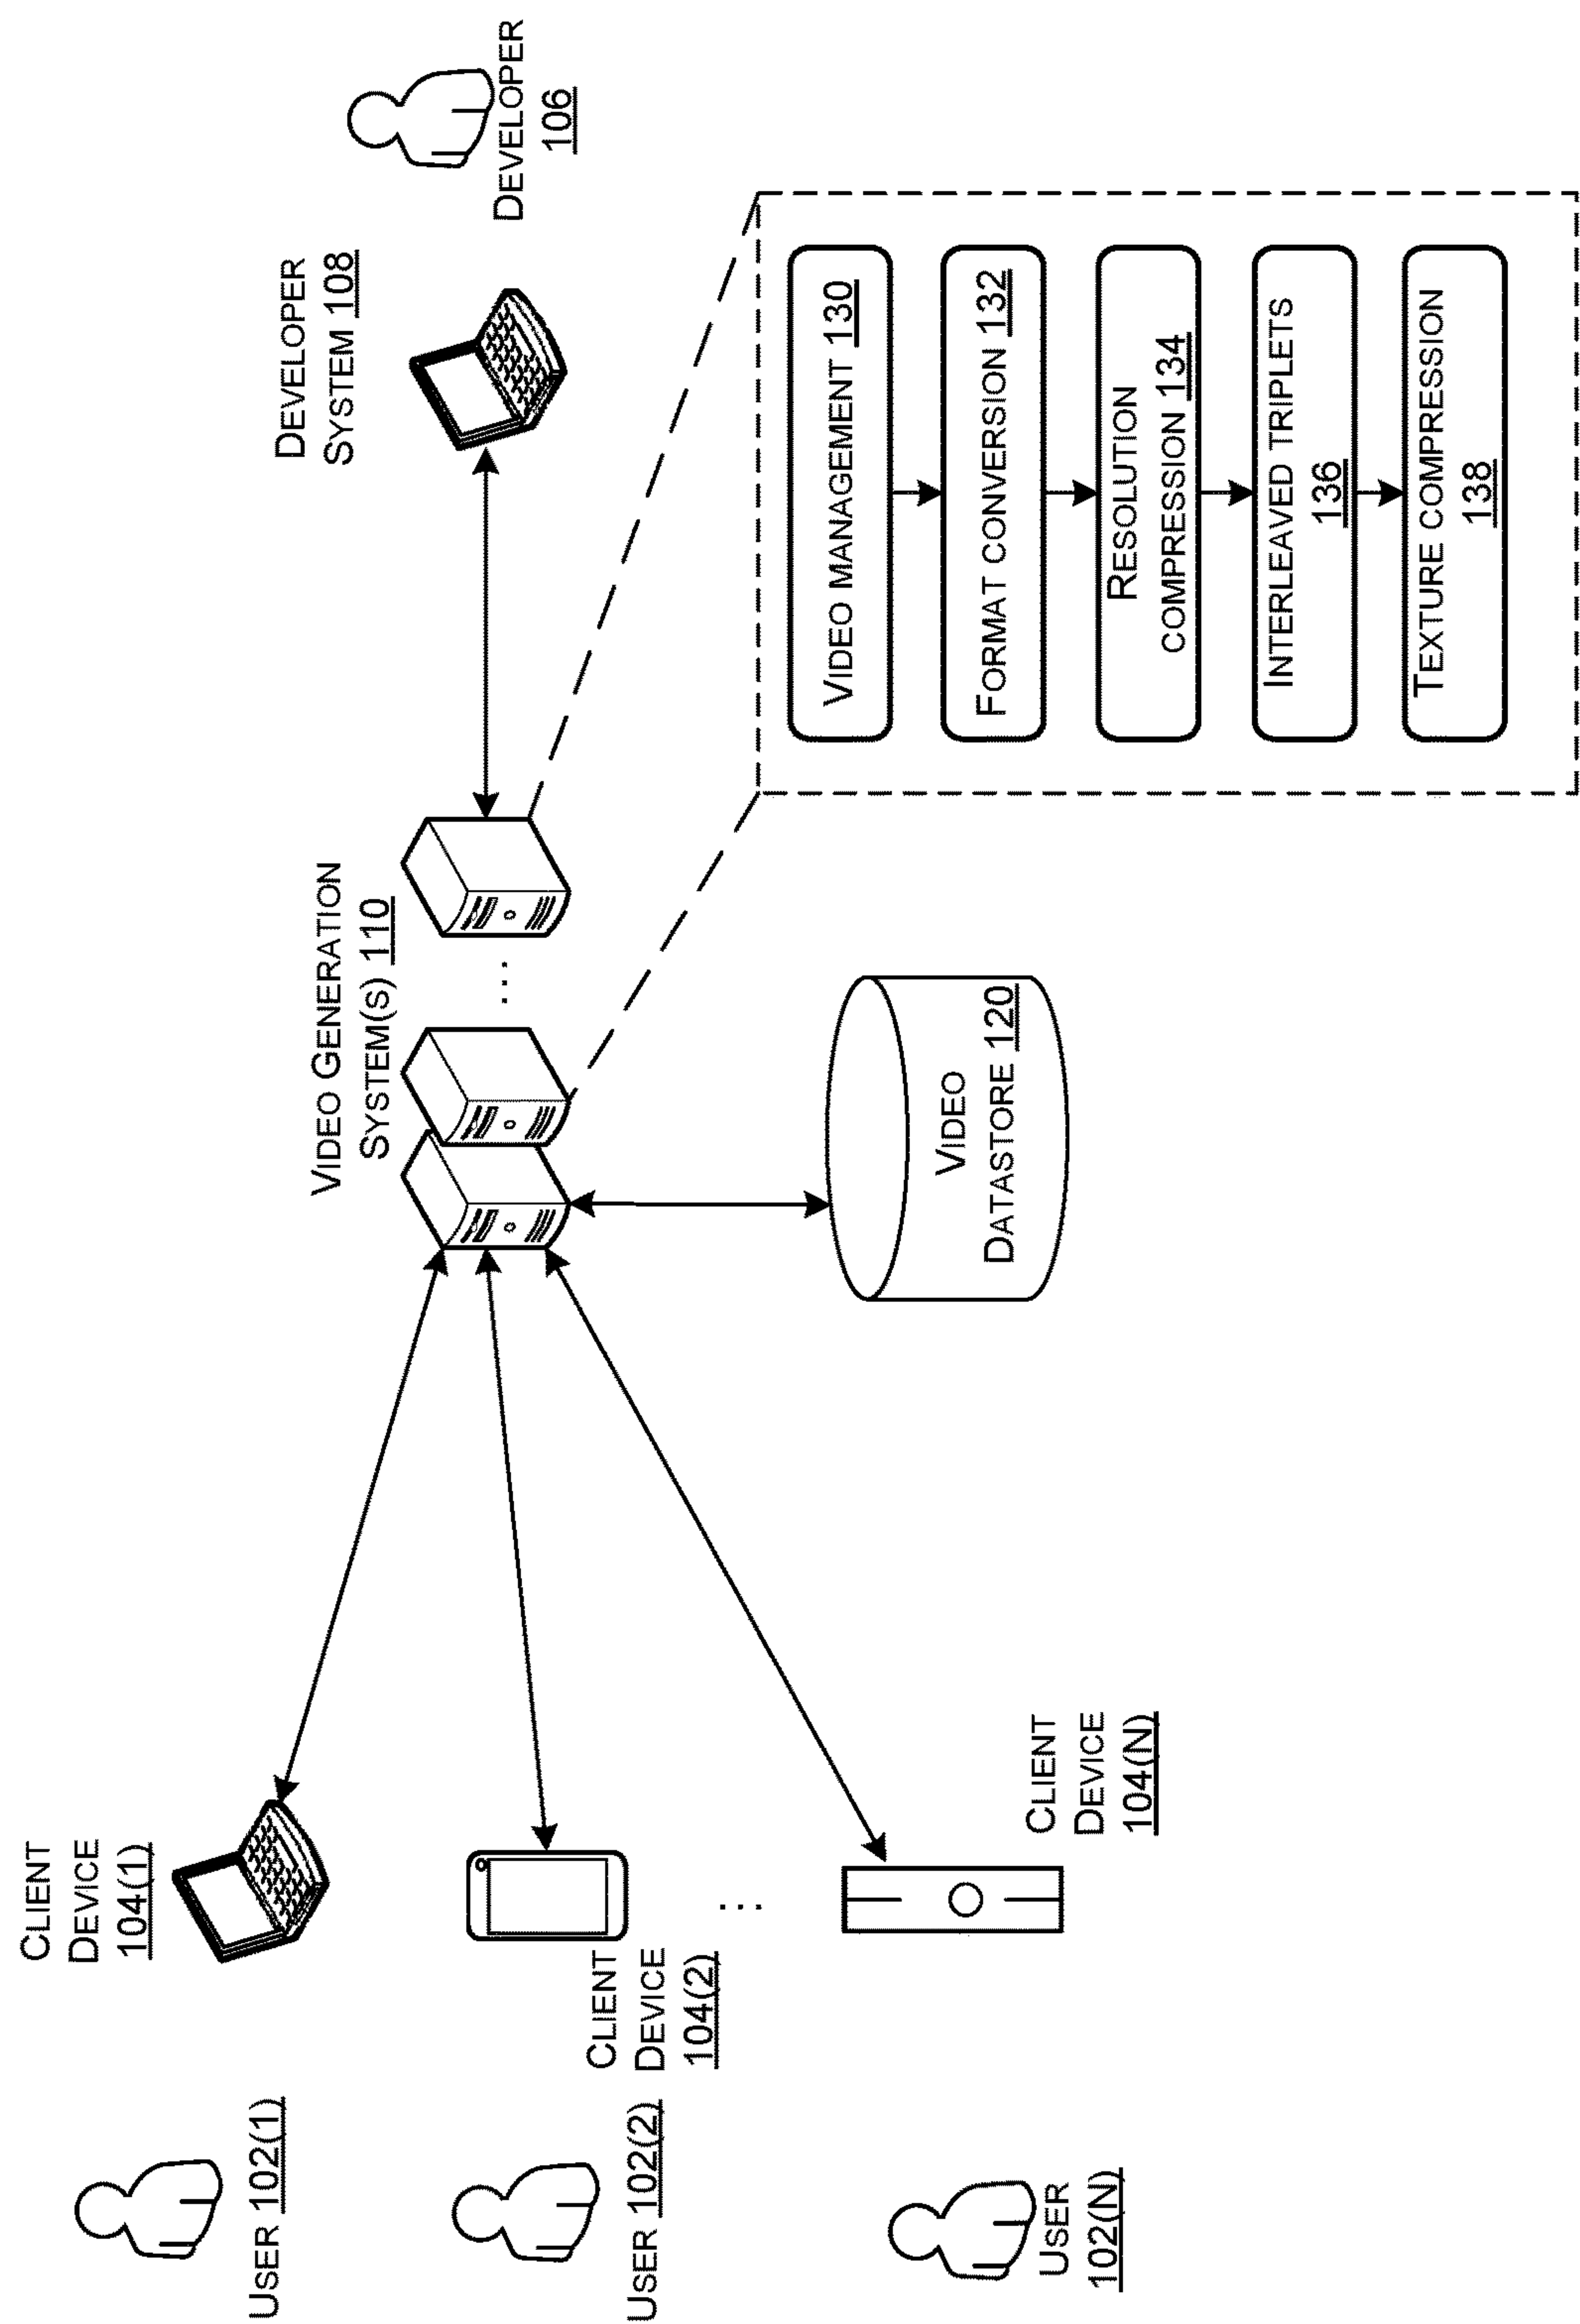 CLIENT
DEVICE
104(1)
USER 102(1)
CLIENT
DEVICE
104(2)
USER 102(2)
...
CLIENT
DEVICE
104(N)
USER
102(N)
VIDEO GENERATION
SYSTEM(S) 110
...
VIDEO
DATASTORE 120
DEVELOPER
SYSTEM 108
DEVELOPER
106
VIDEO MANAGEMENT 130
FORMAT CONVERSION 132
RESOLUTION
COMPRESSION 134
INTERLEAVED TRIPLETS
136
TEXTURE COMPRESSION
138